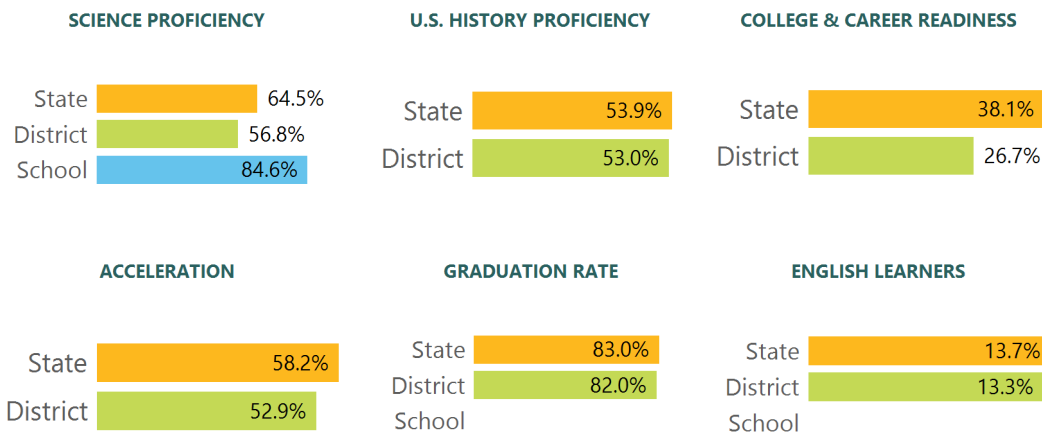 SCIENCE PROFICIENCY
State 64.5%
District 56.8%
School 84.6%
U.S. HISTORY PROFICIENCY
State 53.9%
District 53.0%
COLLEGE & CAREER READINESS
State 38.1%
District 26.7%
ACCELERATION
State 58.2%
District 52.9%
GRADUATION RATE
State 83.0%
District 82.0%
School
ENGLISH LEARNERS
State 13.7%
District 13.3%
School